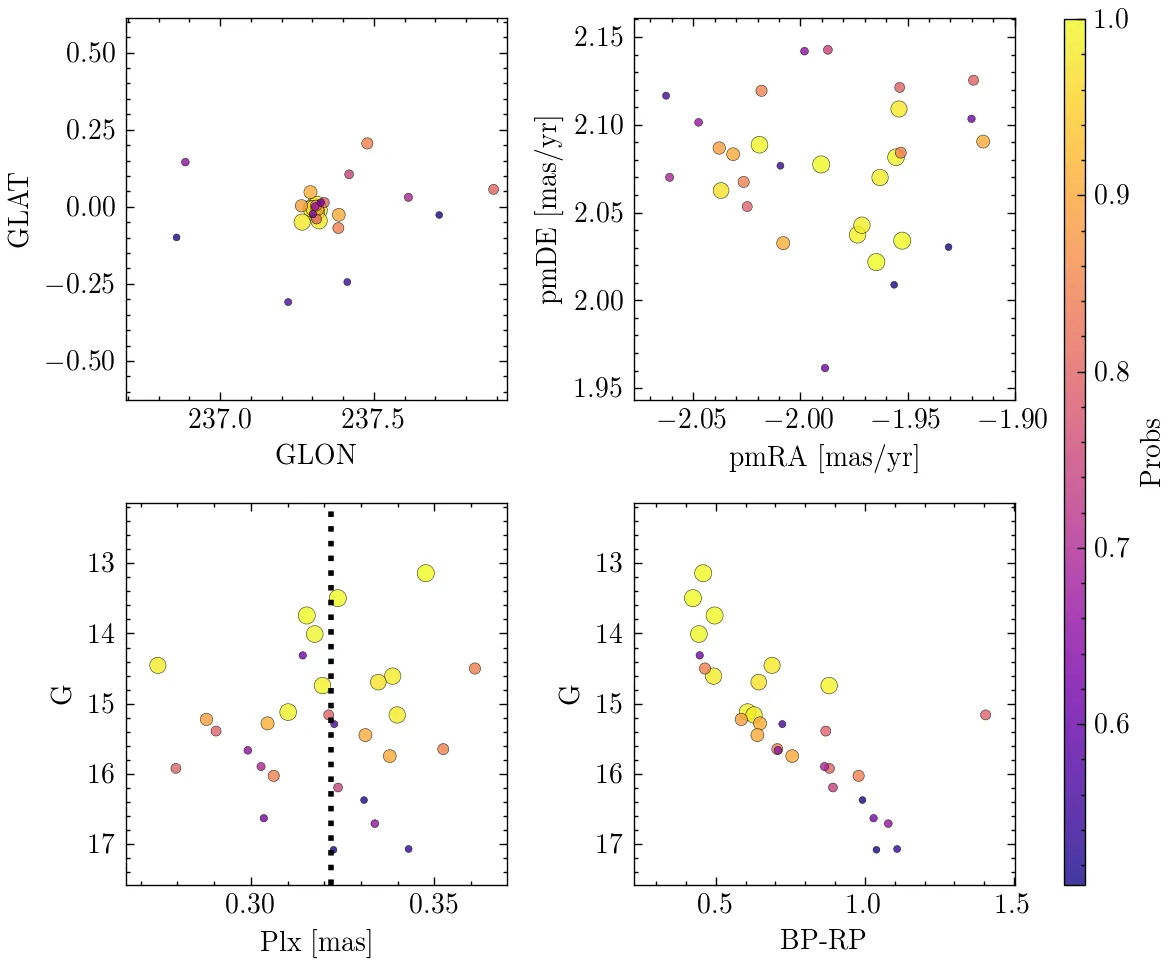 0.50
0.25
0.00
−0.25
−0.50
GLAT
237.0 237.5
GLON
2.15
2.10
2.05
2.00
1.95
pmDE [mas/yr]
−2.05 −2.00 −1.95 −1.90
pmRA [mas/yr]
1.0
0.9
0.8
0.7
0.6
Probs
13
14
15
16
17
G
0.30 0.35
Plx [mas]
13
14
15
16
17
G
0.5 1.0 1.5
BP-RP